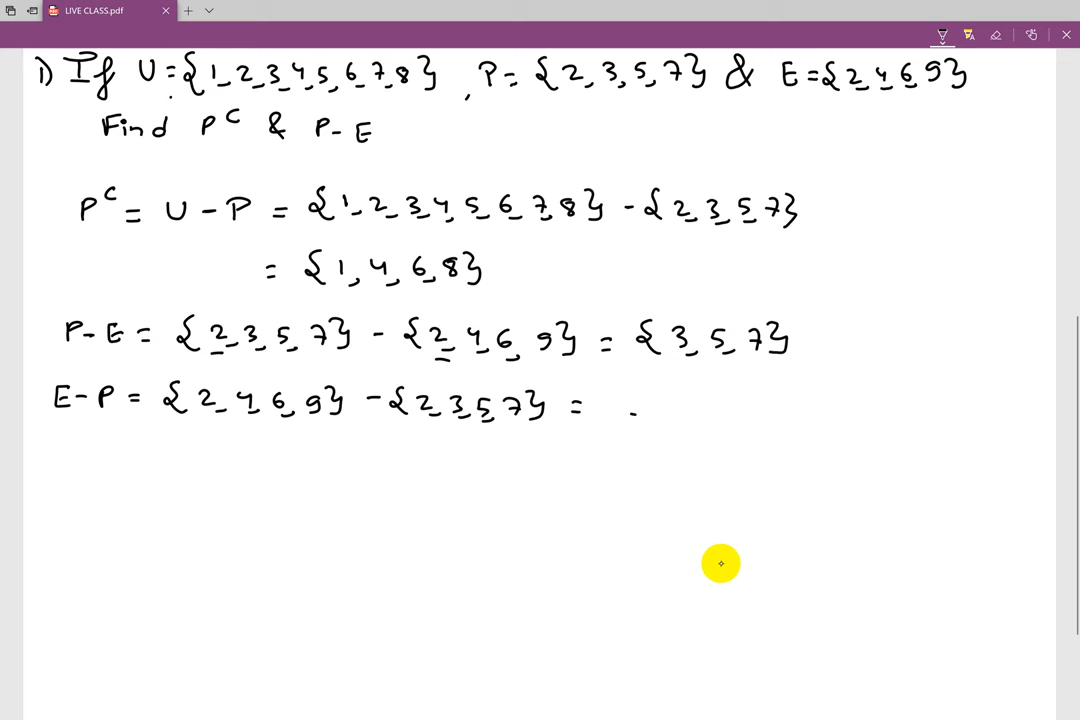 LIVE CLASS.pdf
1) If U = {1, 2, 3, 4, 5, 6, 7, 8} , P = {2, 3, 5, 7} & E = {2, 4, 6, 9}
Find P^C & P - E
P^C = U - P = {1, 2, 3, 4, 5, 6, 7, 8} - {2, 3, 5, 7}
= {1, 4, 6, 8}
P - E = {2, 3, 5, 7} - {2, 4, 6, 9} = {3, 5, 7}
E - P = {2, 4, 6, 9} - {2, 3, 5, 7} =